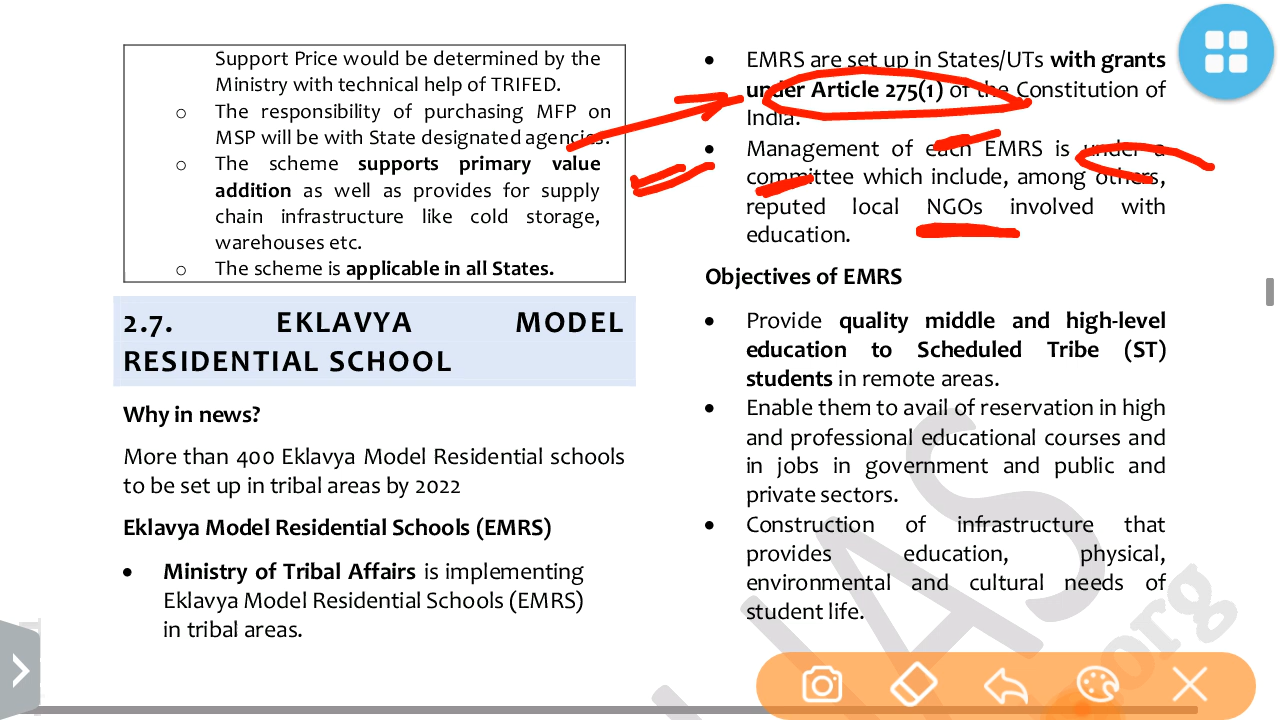 Support Price would be determined by the
Ministry with technical help of TRIFED.
o The responsibility of purchasing MFP on
MSP will be with State designated agencies.
o The scheme supports primary value
addition as well as provides for supply
chain infrastructure like cold storage,
warehouses etc.
o The scheme is applicable in all States.
2.7. EKLAVYA MODEL
RESIDENTIAL SCHOOL
Why in news?
More than 400 Eklavya Model Residential schools
to be set up in tribal areas by 2022
Eklavya Model Residential Schools (EMRS)
• Ministry of Tribal Affairs is implementing
Eklavya Model Residential Schools (EMRS)
in tribal areas.
• EMRS are set up in States/UTs with grants
under Article 275(1) of the Constitution of
India.
• Management of each EMRS is under a
committee which include, among others,
reputed local NGOs involved with
education.
Objectives of EMRS
• Provide quality middle and high-level
education to Scheduled Tribe (ST)
students in remote areas.
• Enable them to avail of reservation in high
and professional educational courses and
in jobs in government and public and
private sectors.
• Construction of infrastructure that
provides education, physical,
environmental and cultural needs of
student life.
IAS
org